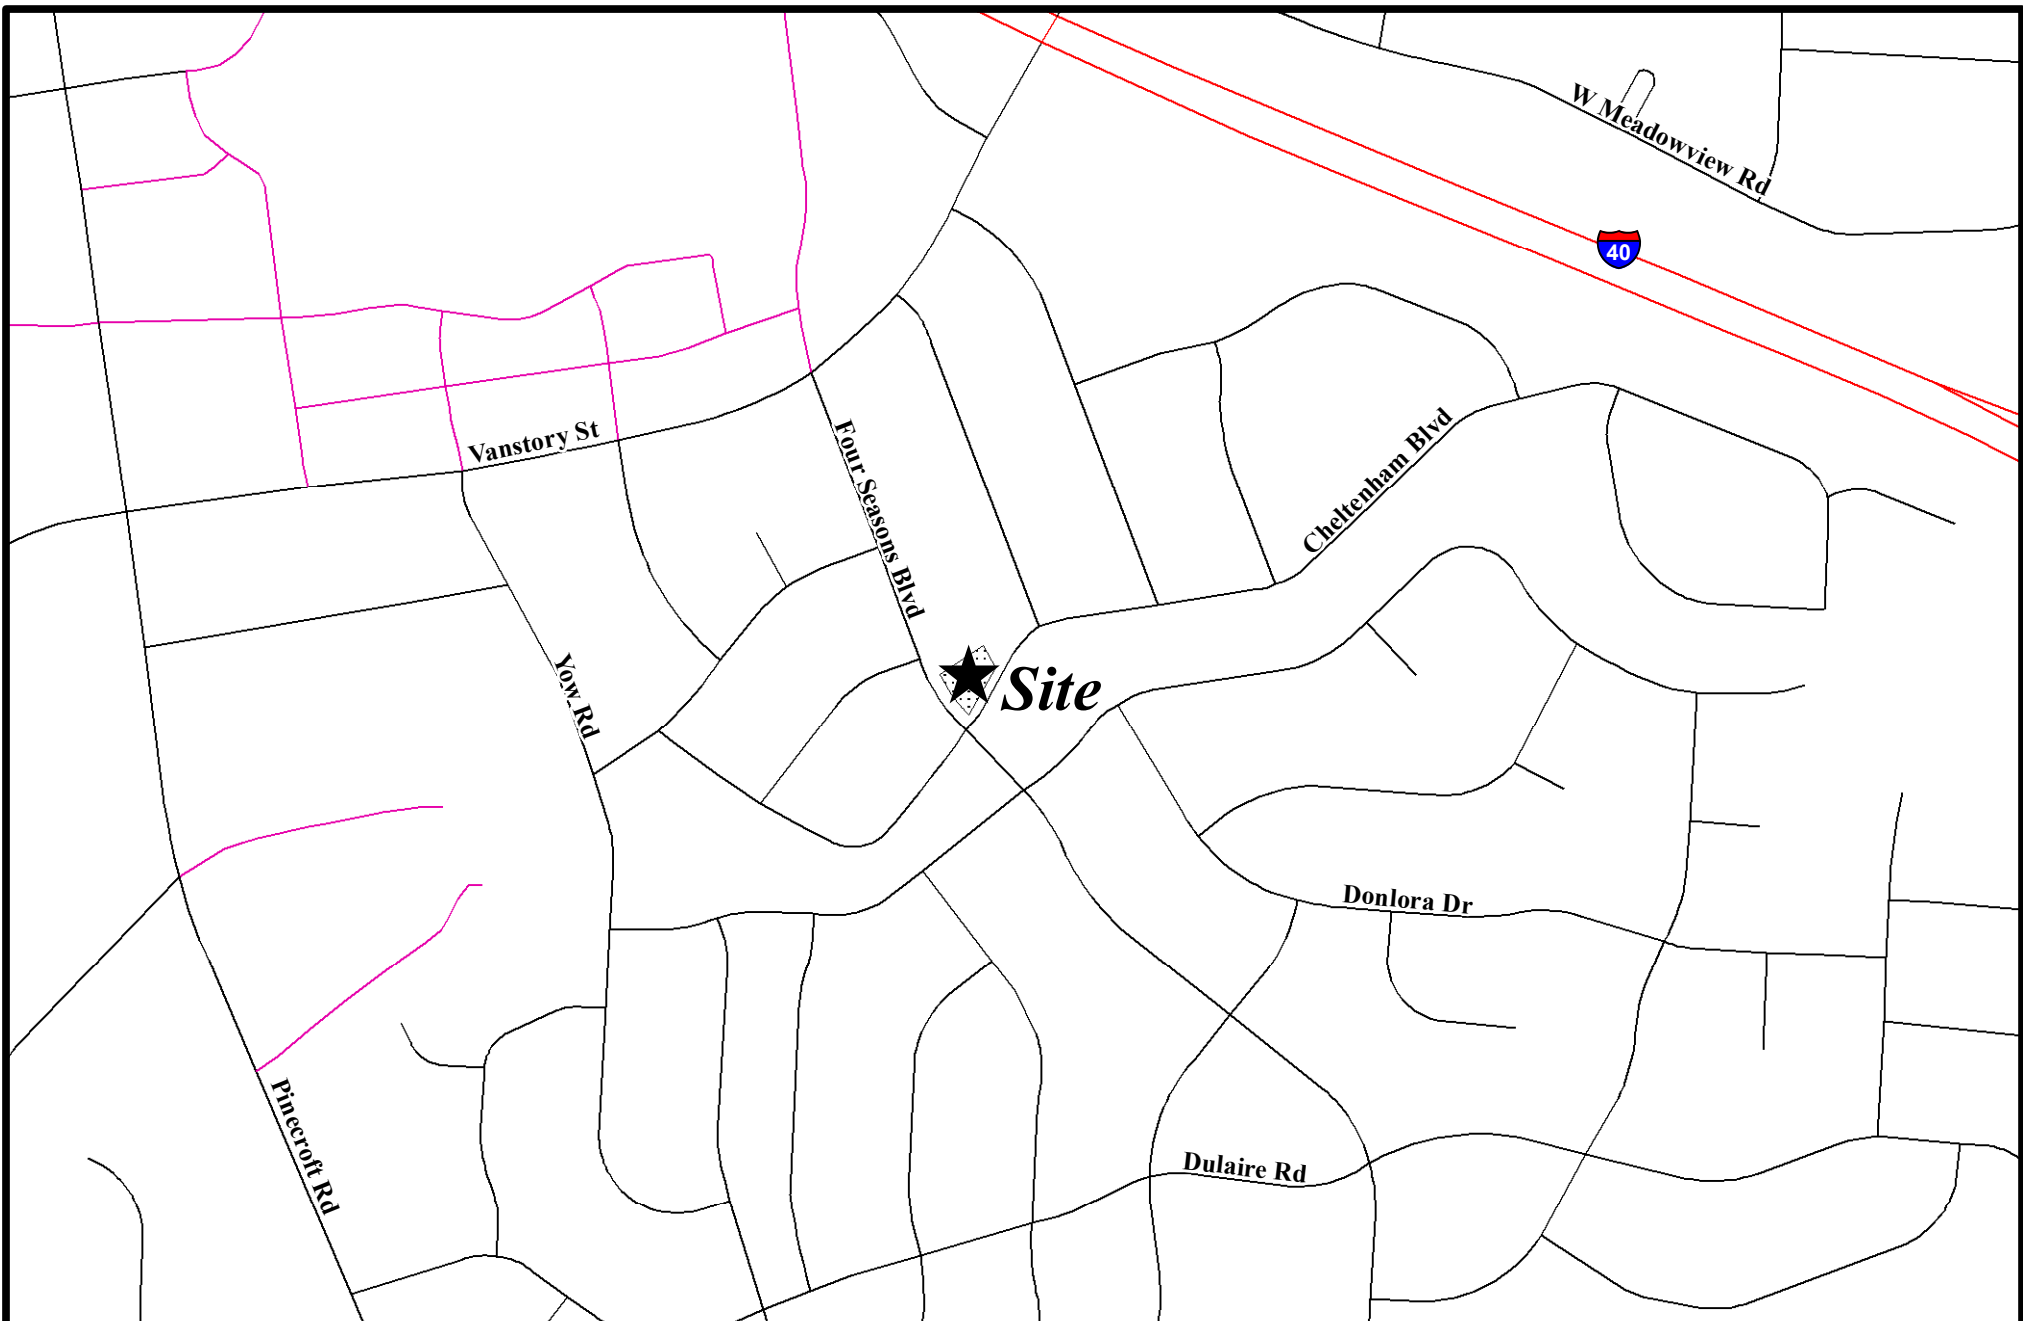 W Meadowview Rd
40
Vanstory St
Four Seasons Blvd
Cheltenham Blvd
Yow Rd
Site
Donlora Dr
Pinecroft Rd
Dulaire Rd